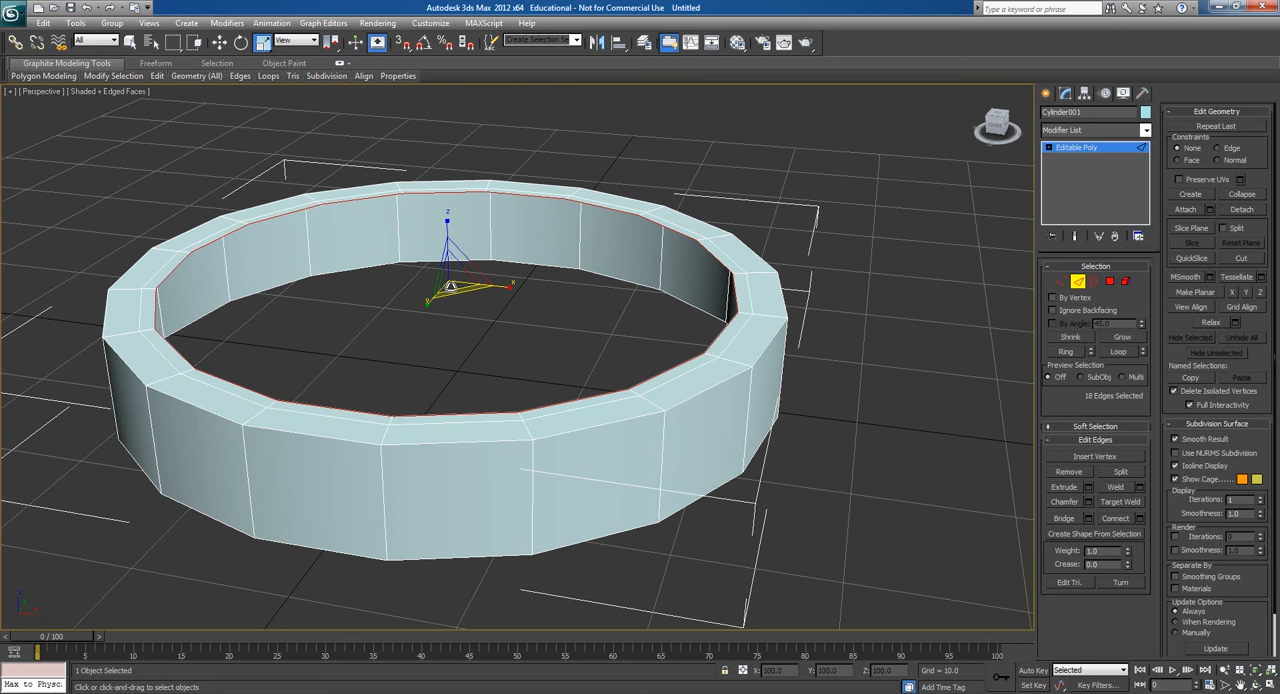 Autodesk 3ds Max 2012 x64 Educational - Not for Commercial Use Untitled
Type a keyword or phrase
Edit Tools Group Views Create Modifiers Animation Graph Editors Rendering Customize MAXScript Help
All View Create Selection Se
Graphite Modeling Tools Freeform Selection Object Paint
Polygon Modeling Modify Selection Edit Geometry (All) Edges Loops Tris Subdivision Align Properties
[ + ] [ Perspective ] [ Shaded + Edged Faces ]
z
x
y
Cylinder001
Modifier List
Editable Poly
Selection
By Vertex
Ignore Backfacing
By Angle: 45.0
Shrink Grow
Ring Loop
Preview Selection
Off SubObj Multi
18 Edges Selected
Soft Selection
Edit Edges
Insert Vertex
Remove Split
Extrude Weld
Chamfer Target Weld
Bridge Connect
Create Shape From Selection
Weight: 1.0
Crease: 0.0
Edit Tri. Turn
Edit Geometry
Repeat Last
Constraints
None Edge
Face Normal
Preserve UVs
Create Collapse
Attach Detach
Slice Plane Split
Slice Reset Plane
QuickSlice Cut
MSmooth Tessellate
Make Planar X Y Z
View Align Grid Align
Relax
Hide Selected Unhide All
Hide Unselected
Named Selections:
Copy Paste
Delete Isolated Vertices
Full Interactivity
Subdivision Surface
Smooth Result
Use NURMS Subdivision
Isoline Display
Show Cage......
Display
Iterations: 1
Smoothness: 1.0
Render
Iterations: 0
Smoothness: 1.0
Separate By
Smoothing Groups
Materials
Update Options
Always
When Rendering
Manually
Update
0 / 100
0 5 10 15 20 25 30 35 40 45 50 55 60 65 70 75 80 85 90 95 100
1 Object Selected X: 100.0 Y: 100.0 Z: 100.0 Grid = 10.0 Auto Key Selected
Max to Physc. Click or click-and-drag to select objects Add Time Tag Set Key Key Filters... 0